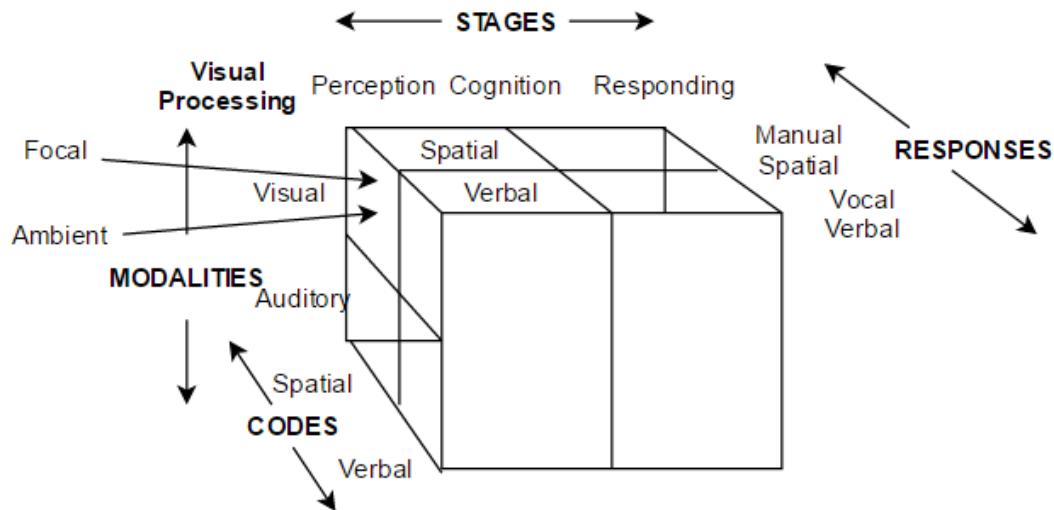 STAGES
Visual
Processing
Perception Cognition Responding
Focal
Spatial
Manual
Spatial
RESPONSES
Visual
Verbal
Vocal
Verbal
Ambient
MODALITIES
Auditory
Spatial
CODES
Verbal